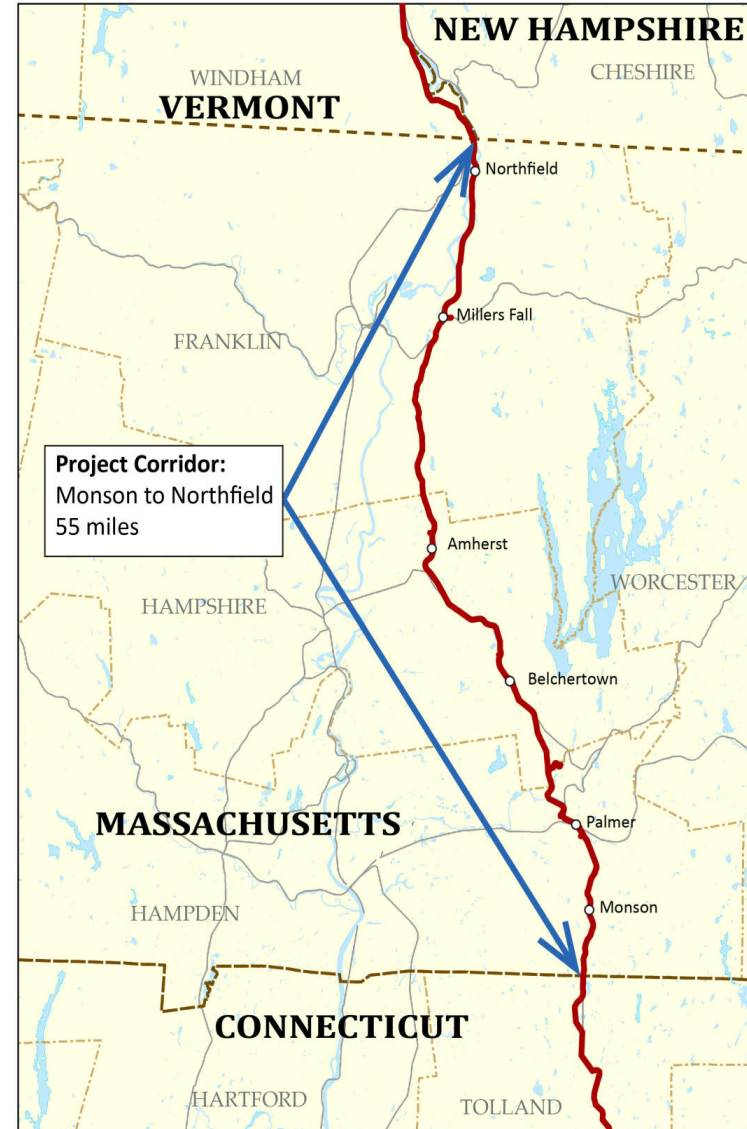 NEW HAMPSHIRE
WINDHAM
CHESHIRE
VERMONT
Northfield
Millers Fall
FRANKLIN
Project Corridor:
Monson to Northfield
55 miles
Amherst
WORCESTER
HAMPSHIRE
Belchertown
MASSACHUSETTS
Palmer
Monson
HAMPDEN
CONNECTICUT
HARTFORD
TOLLAND